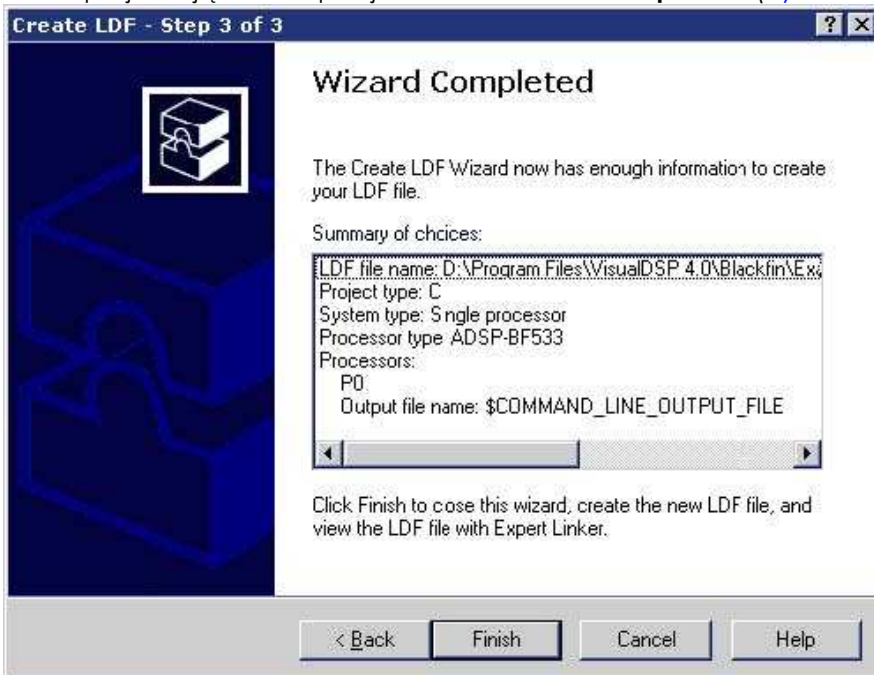 Create LDF - Step 3 of 3
Wizard Completed
The Create LDF Wizard now has enough information to create
your LDF file.
Summary of choices:
LDF file name: D:\Program Files\VisualDSP 4.0\Blackfin\Exa
Project type: C
System type: Single processor
Processor type ADSP-BF533
Processors:
P0
Output file name: $COMMAND_LINE_OUTPUT_FILE
Click Finish to close this wizard, create the new LDF file, and
view the LDF file with Expert Linker.
< Back
Finish
Cancel
Help